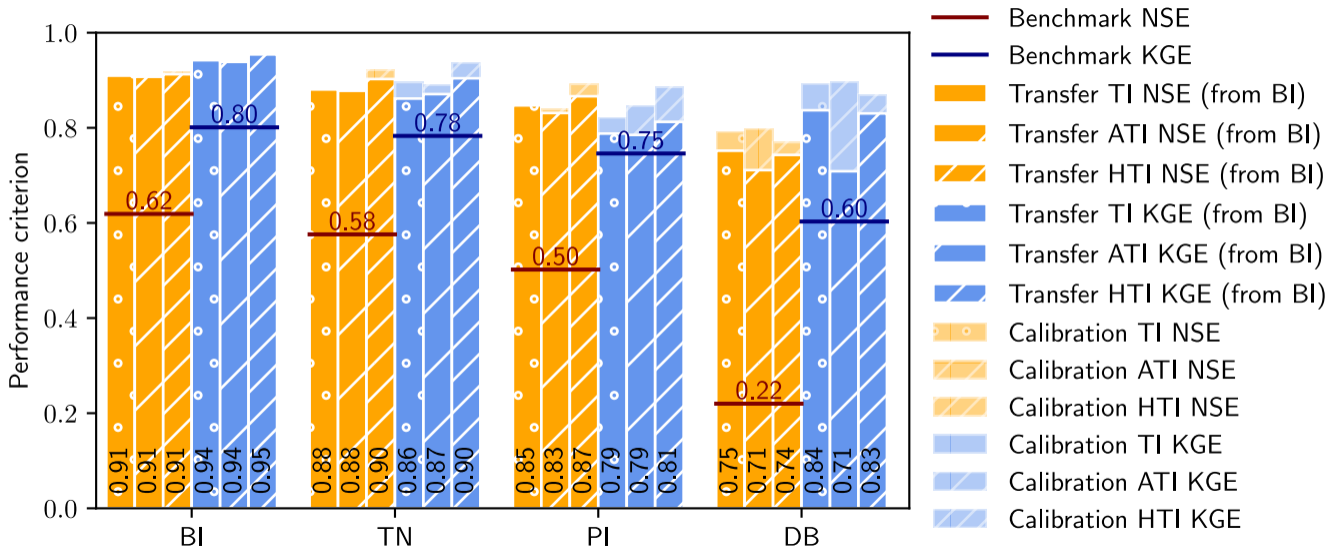 Performance criterion
1.0
0.8
0.6
0.4
0.2
0.0
0.62
0.80
0.58
0.78
0.50
0.75
0.22
0.60
0.91
0.91
0.91
0.94
0.94
0.95
0.88
0.88
0.90
0.86
0.87
0.90
0.85
0.83
0.87
0.79
0.79
0.81
0.75
0.71
0.74
0.84
0.71
0.83
BI
TN
PI
DB
Benchmark NSE
Benchmark KGE
Transfer TI NSE (from BI)
Transfer ATI NSE (from BI)
Transfer HTI NSE (from BI)
Transfer TI KGE (from BI)
Transfer ATI KGE (from BI)
Transfer HTI KGE (from BI)
Calibration TI NSE
Calibration ATI NSE
Calibration HTI NSE
Calibration TI KGE
Calibration ATI KGE
Calibration HTI KGE